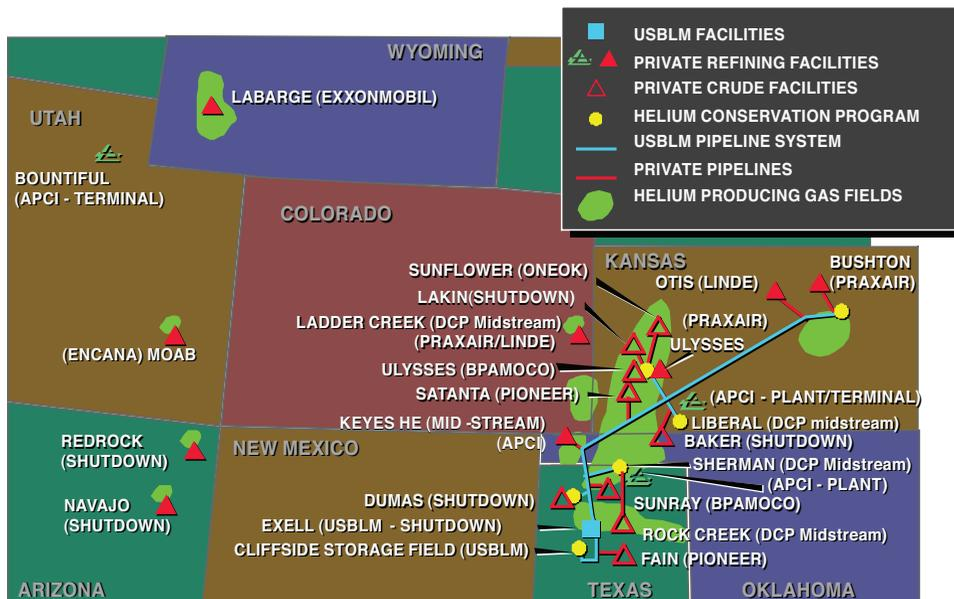 USBLM FACILITIES
PRIVATE REFINING FACILITIES
PRIVATE CRUDE FACILITIES
HELIUM CONSERVATION PROGRAM
USBLM PIPELINE SYSTEM
PRIVATE PIPELINES
HELIUM PRODUCING GAS FIELDS
WYOMING
LABARGE (EXXONMOBIL)
UTAH
BOUNTIFUL
(APCI - TERMINAL)
COLORADO
KANSAS
SUNFLOWER (ONEOK)
BUSHTON
(PRAXAIR)
OTIS (LINDE)
LAKIN(SHUTDOWN)
LADDER CREEK (DCP Midstream)
(PRAXAIR/LINDE)
(PRAXAIR)
ULYSSES
(ENCANA) MOAB
ULYSSES (BPAMOCO)
SATANTA (PIONEER)
(APCI - PLANT/TERMINAL)
KEYES HE (MID -STREAM)
(APCI)
LIBERAL (DCP midstream)
BAKER (SHUTDOWN)
REDROCK
(SHUTDOWN)
NEW MEXICO
SHERMAN (DCP Midstream)
(APCI - PLANT)
NAVAJO
(SHUTDOWN)
DUMAS (SHUTDOWN)
SUNRAY (BPAMOCO)
EXELL (USBLM - SHUTDOWN)
ROCK CREEK (DCP Midstream)
CLIFFSIDE STORAGE FIELD (USBLM)
FAIN (PIONEER)
ARIZONA
TEXAS
OKLAHOMA